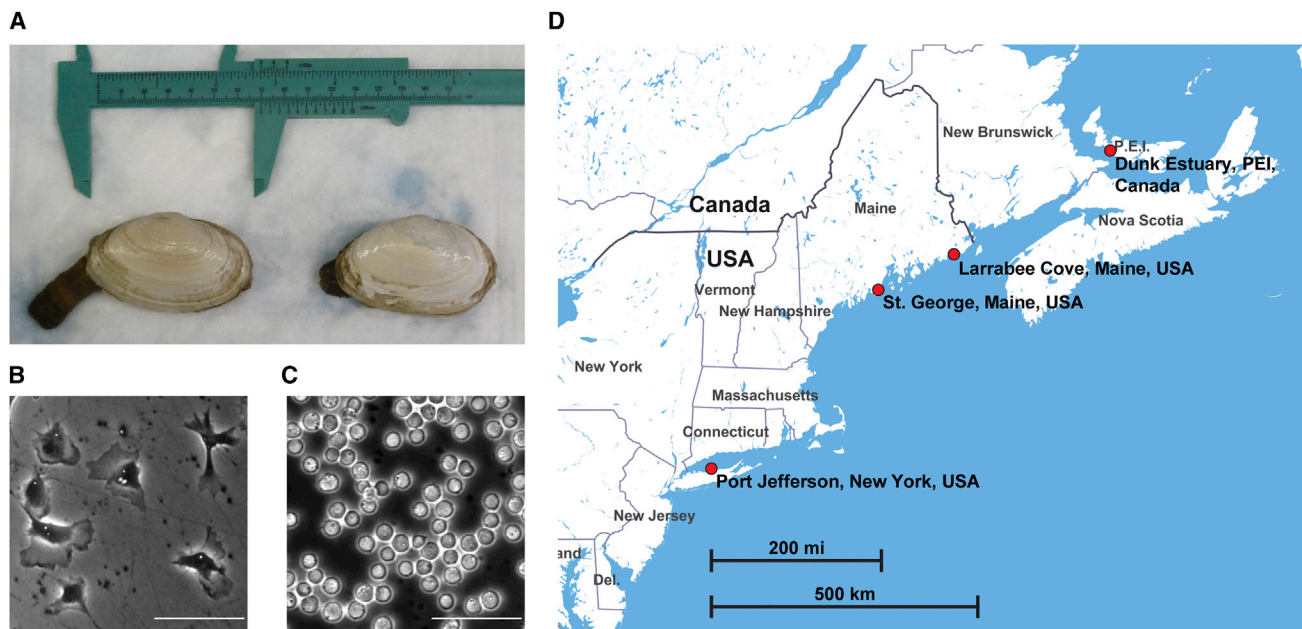 A
B
C
D
Canada
USA
New Brunswick
P.E.I.
Dunk Estuary, PEI,
Canada
Nova Scotia
Maine
Larrabee Cove, Maine, USA
St. George, Maine, USA
Vermont
New Hampshire
New York
Massachusetts
Connecticut
Port Jefferson, New York, USA
New Jersey
and
Del.
200 mi
500 km